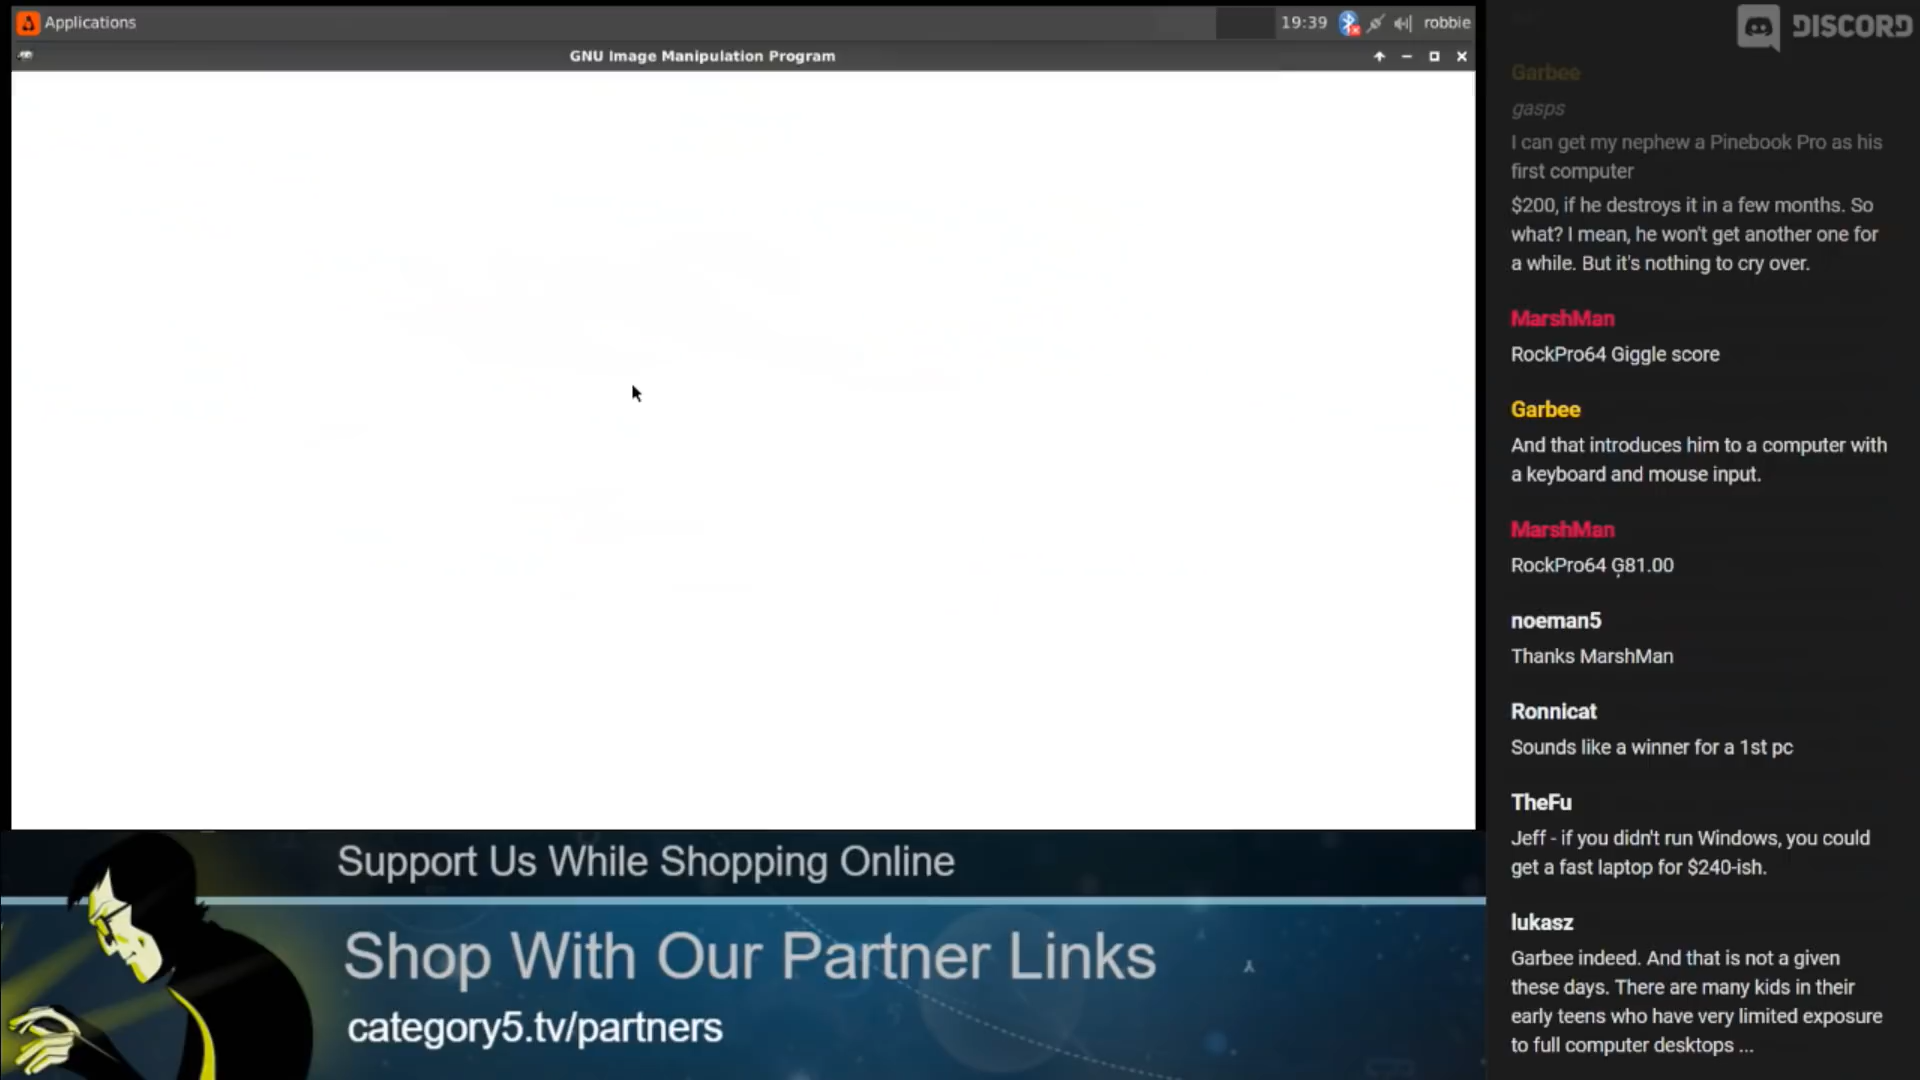 Applications
19:39
robbie
GNU Image Manipulation Program
DISCORD
Garbee
gasps
I can get my nephew a Pinebook Pro as his
first computer
$200, if he destroys it in a few months. So
what? I mean, he won't get another one for
a while. But it's nothing to cry over.
MarshMan
RockPro64 Giggle score
Garbee
And that introduces him to a computer with
a keyboard and mouse input.
MarshMan
RockPro64 Ģ81.00
noeman5
Thanks MarshMan
Ronnicat
Sounds like a winner for a 1st pc
TheFu
Jeff - if you didn't run Windows, you could
get a fast laptop for $240-ish.
lukasz
Garbee indeed. And that is not a given
these days. There are many kids in their
early teens who have very limited exposure
to full computer desktops ...
Support Us While Shopping Online
Shop With Our Partner Links
category5.tv/partners